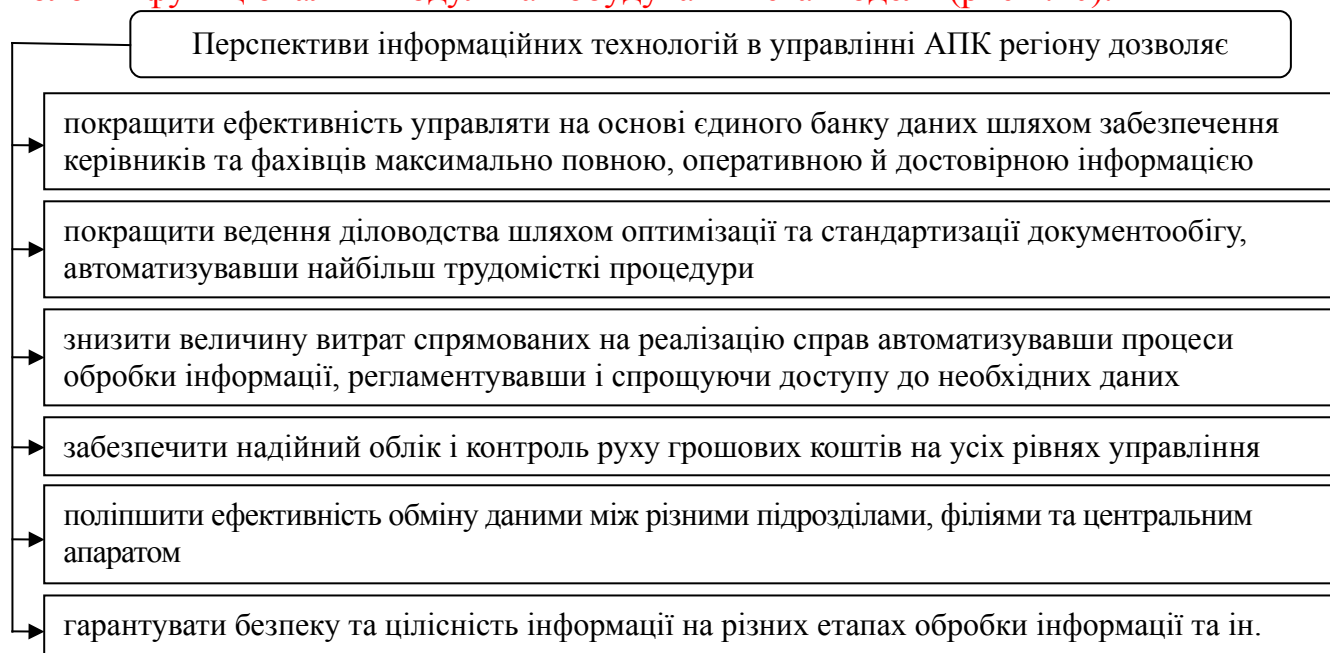 Перспективи інформаційних технологій в управлінні АПК регіону дозволяє
покращити ефективність управляти на основі єдиного банку даних шляхом забезпечення
керівників та фахівців максимально повною, оперативною й достовірною інформацією
покращити ведення діловодства шляхом оптимізації та стандартизації документообігу,
автоматизувавши найбільш трудомісткі процедури
знизити величину витрат спрямованих на реалізацію справ автоматизувавши процеси
обробки інформації, регламентувавши і спрощуючи доступу до необхідних даних
забезпечити надійний облік і контроль руху грошових коштів на усіх рівнях управління
поліпшити ефективність обміну даними між різними підрозділами, філіями та центральним
апаратом
гарантувати безпеку та цілісність інформації на різних етапах обробки інформації та ін.